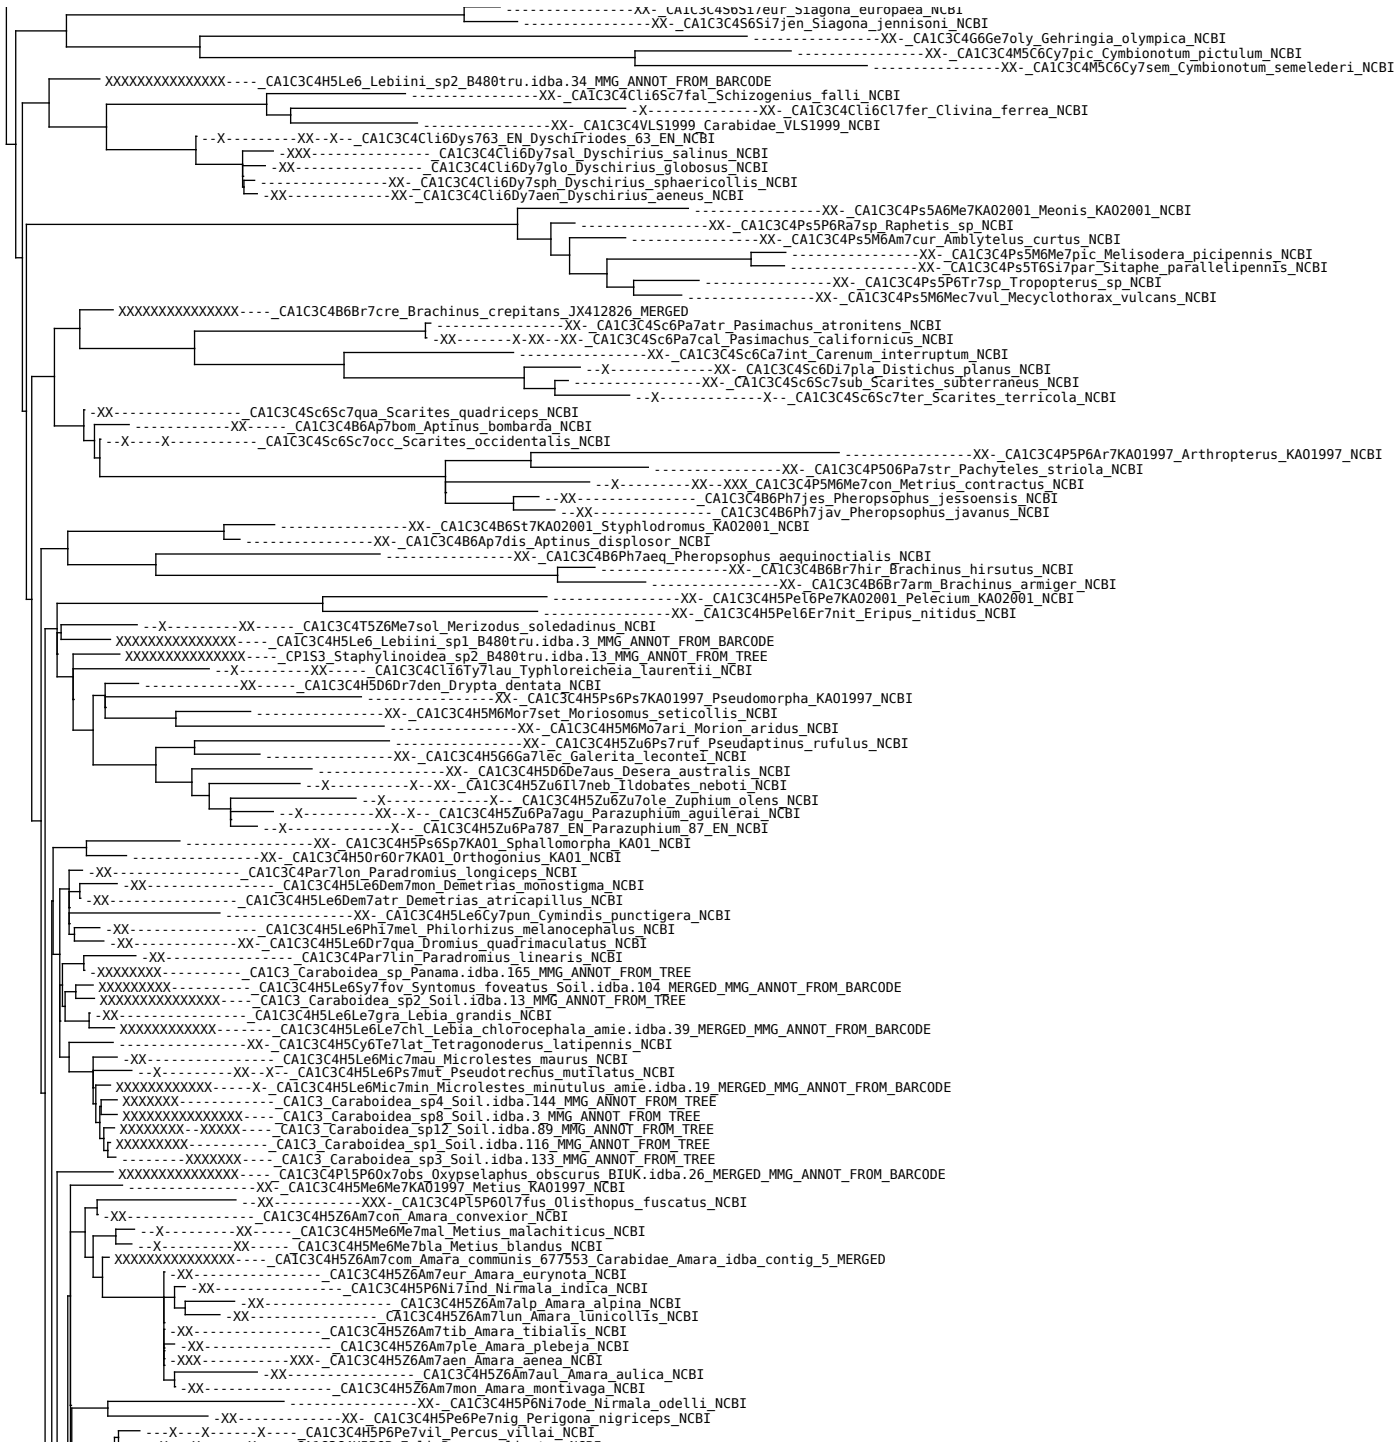 ----------------XX-_CA1C3C4S6Si7eur_Siagona_europaea_NCBI
----------------XX-_CA1C3C4S6Si7jen_Siagona_jennisoni_NCBI
----------------XX-_CA1C3C4G6Ge7oly_Gehringia_olympica_NCBI
----------------XX-_CA1C3C4M5C6Cy7pic_Cymbionotum_pictulum_NCBI
----------------XX-_CA1C3C4M5C6Cy7sem_Cymbionotum_semelederi_NCBI
XXXXXXXXXXXXXXX----_CA1C3C4H5Le6_Lebiini_sp2_B480tru.idba.34_MMG_ANNOT_FROM_BARCODE
----------------XX-_CA1C3C4Cli6Sc7fal_Schizogenius_falli_NCBI
-X--------------XX-_CA1C3C4Cli6Cl7fer_Clivina_ferrea_NCBI
----------------XX-_CA1C3C4VLS1999_Carabidae_VLS1999_NCBI
--X---------XX--X--_CA1C3C4Cli6Dys763_EN_Dyschiriodes_63_EN_NCBI
-XXX---------------_CA1C3C4Cli6Dy7sal_Dyschirius_salinus_NCBI
-XX----------------_CA1C3C4Cli6Dy7glo_Dyschirius_globosus_NCBI
----------------XX-_CA1C3C4Cli6Dy7sph_Dyschirius_sphaericollis_NCBI
-XX-------------XX-_CA1C3C4Cli6Dy7aen_Dyschirius_aeneus_NCBI
----------------XX-_CA1C3C4Ps5A6Me7KAO2001_Meonis_KAO2001_NCBI
----------------XX-_CA1C3C4Ps5P6Ra7sp_Raphetis_sp_NCBI
----------------XX-_CA1C3C4Ps5M6Am7cur_Amblytelus_curtus_NCBI
----------------XX-_CA1C3C4Ps5M6Me7pic_Melisodera_picipennis_NCBI
----------------XX-_CA1C3C4Ps5T6Si7par_Sitaphe_parallelipennis_NCBI
----------------XX-_CA1C3C4Ps5P6Tr7sp_Tropopterus_sp_NCBI
----------------XX-_CA1C3C4Ps5M6Mec7vul_Mecyclothorax_vulcans_NCBI
XXXXXXXXXXXXXXX----_CA1C3C4B6Br7cre_Brachinus_crepitans_JX412826_MERGED
----------------XX-_CA1C3C4Sc6Pa7atr_Pasimachus_atronitens_NCBI
-XX-------X-XX--XX-_CA1C3C4Sc6Pa7cal_Pasimachus_californicus_NCBI
----------------XX-_CA1C3C4Sc6Ca7int_Carenum_interruptum_NCBI
--X-------------XX-_CA1C3C4Sc6Di7pla_Distichus_planus_NCBI
----------------XX-_CA1C3C4Sc6Sc7sub_Scarites_subterraneus_NCBI
--X-------------X--_CA1C3C4Sc6Sc7ter_Scarites_terricola_NCBI
-XX----------------_CA1C3C4Sc6Sc7qua_Scarites_quadriceps_NCBI
------------XX-----_CA1C3C4B6Ap7bom_Aptinus_bombarda_NCBI
--X----X-----------_CA1C3C4Sc6Sc7occ_Scarites_occidentalis_NCBI
----------------XX-_CA1C3C4P5P6Ar7KAO1997_Arthropterus_KAO1997_NCBI
----------------XX-_CA1C3C4P5O6Pa7str_Pachyteles_striola_NCBI
--X---------XX--XXX_CA1C3C4P5M6Me7con_Metrius_contractus_NCBI
--XX---------------_CA1C3C4B6Ph7jes_Pheropsophus_jessoensis_NCBI
--XX---------------_CA1C3C4B6Ph7jav_Pheropsophus_javanus_NCBI
----------------XX-_CA1C3C4B6St7KAO2001_Styphlodromus_KAO2001_NCBI
----------------XX-_CA1C3C4B6Ap7dis_Aptinus_displosor_NCBI
----------------XX-_CA1C3C4B6Ph7aeq_Pheropsophus_aequinoctialis_NCBI
----------------XX-_CA1C3C4B6Br7hir_Brachinus_hirsutus_NCBI
----------------XX-_CA1C3C4B6Br7arm_Brachinus_armiger_NCBI
----------------XX-_CA1C3C4H5Pel6Pe7KAO2001_Pelecium_KAO2001_NCBI
----------------XX-_CA1C3C4H5Pel6Er7nit_Eripus_nitidus_NCBI
--X---------XX-----_CA1C3C4T5Z6Me7sol_Merizodus_soledadinus_NCBI
XXXXXXXXXXXXXXX----_CA1C3C4H5Le6_Lebiini_sp1_B480tru.idba.3_MMG_ANNOT_FROM_BARCODE
XXXXXXXXXXXXXXX----_CP1S3_Staphylinoidea_sp2_B480tru.idba.13_MMG_ANNOT_FROM_TREE
--X---------XX-----_CA1C3C4Cli6Ty7lau_Typhloreicheia_laurentii_NCBI
------------XX-----_CA1C3C4H5D6Dr7den_Drypta_dentata_NCBI
----------------XX-_CA1C3C4H5Ps6Ps7KAO1997_Pseudomorpha_KAO1997_NCBI
----------------XX-_CA1C3C4H5M6Mor7set_Moriosomus_seticollis_NCBI
----------------XX-_CA1C3C4H5M6Mo7ari_Morion_aridus_NCBI
----------------XX-_CA1C3C4H5Zu6Ps7ruf_Pseudaptinus_rufulus_NCBI
----------------XX-_CA1C3C4H5G6Ga7lec_Galerita_lecontei_NCBI
----------------XX-_CA1C3C4H5D6De7aus_Desera_australis_NCBI
--X----------X--XX-_CA1C3C4H5Zu6Il7neb_Ildobates_neboti_NCBI
--X-------------X--_CA1C3C4H5Zu6Zu7ole_Zuphium_olens_NCBI
--X---------XX--X--_CA1C3C4H5Zu6Pa7agu_Parazuphium_aguilerai_NCBI
--X-------------X--_CA1C3C4H5Zu6Pa787_EN_Parazuphium_87_EN_NCBI
----------------XX-_CA1C3C4H5Ps6Sp7KAO1_Sphallomorpha_KAO1_NCBI
----------------XX-_CA1C3C4H5Or6Or7KAO1_Orthogonius_KAO1_NCBI
-XX----------------_CA1C3C4Par7lon_Paradromius_longiceps_NCBI
-XX----------------_CA1C3C4H5Le6Dem7mon_Demetrias_monostigma_NCBI
-XX----------------_CA1C3C4H5Le6Dem7atr_Demetrias_atricapillus_NCBI
----------------XX-_CA1C3C4H5Le6Cy7pun_Cymindis_punctigera_NCBI
-XX----------------_CA1C3C4H5Le6Phi7mel_Philorhizus_melanocephalus_NCBI
-XX-------------XX-_CA1C3C4H5Le6Dr7qua_Dromius_quadrimaculatus_NCBI
-XX----------------_CA1C3C4Par7lin_Paradromius_linearis_NCBI
-XXXXXXXX----------_CA1C3_Caraboidea_sp_Panama.idba.165_MMG_ANNOT_FROM_TREE
XXXXXXXXX----------_CA1C3C4H5Le6Sy7fov_Syntomus_foveatus_Soil.idba.104_MERGED_MMG_ANNOT_FROM_BARCODE
XXXXXXXXXXXXXXX----_CA1C3_Caraboidea_sp2_Soil.idba.13_MMG_ANNOT_FROM_TREE
-XX----------------_CA1C3C4H5Le6Le7gra_Lebia_grandis_NCBI
XXXXXXXXXXXX-------_CA1C3C4H5Le6Le7chl_Lebia_chlorocephala_amie.idba.39_MERGED_MMG_ANNOT_FROM_BARCODE
----------------XX-_CA1C3C4H5Cy6Te7lat_Tetragonoderus_latipennis_NCBI
-XX----------------_CA1C3C4H5Le6Mic7mau_Microlestes_maurus_NCBI
--X---------XX--X--_CA1C3C4H5Le6Ps7mut_Pseudotrechus_mutilatus_NCBI
XXXXXXXXXXXX-----X-_CA1C3C4H5Le6Mic7min_Microlestes_minutulus_amie.idba.19_MERGED_MMG_ANNOT_FROM_BARCODE
XXXXXXX------------_CA1C3_Caraboidea_sp4_Soil.idba.144_MMG_ANNOT_FROM_TREE
XXXXXXXXXXXXXXX----_CA1C3_Caraboidea_sp8_Soil.idba.3_MMG_ANNOT_FROM_TREE
XXXXXXXX--XXXXX----_CA1C3_Caraboidea_sp12_Soil.idba.89_MMG_ANNOT_FROM_TREE
XXXXXXXXX----------_CA1C3_Caraboidea_sp1_Soil.idba.116_MMG_ANNOT_FROM_TREE
--------XXXXXXX----_CA1C3_Caraboidea_sp3_Soil.idba.133_MMG_ANNOT_FROM_TREE
XXXXXXXXXXXXXXX----_CA1C3C4Pl5P6Ox7obs_Oxypselaphus_obscurus_BIUK.idba.26_MERGED_MMG_ANNOT_FROM_BARCODE
----------------XX-_CA1C3C4H5Me6Me7KAO1997_Metius_KAO1997_NCBI
--XX-----------XXX-_CA1C3C4Pl5P6Ol7fus_Olisthopus_fuscatus_NCBI
-XX----------------_CA1C3C4H5Z6Am7con_Amara_convexior_NCBI
--X---------XX-----_CA1C3C4H5Me6Me7mal_Metius_malachiticus_NCBI
--X---------XX-----_CA1C3C4H5Me6Me7bla_Metius_blandus_NCBI
XXXXXXXXXXXXXXX----_CA1C3C4H5Z6Am7com_Amara_communis_677553_Carabidae_Amara_idba_contig_5_MERGED
-XX----------------_CA1C3C4H5Z6Am7eur_Amara_eurynota_NCBI
-XX----------------_CA1C3C4H5P6Ni7ind_Nirmala_indica_NCBI
-XX----------------_CA1C3C4H5Z6Am7alp_Amara_alpina_NCBI
-XX----------------_CA1C3C4H5Z6Am7lun_Amara_lunicollis_NCBI
-XX----------------_CA1C3C4H5Z6Am7tib_Amara_tibialis_NCBI
-XX----------------_CA1C3C4H5Z6Am7ple_Amara_plebeja_NCBI
-XXX-----------XXX-_CA1C3C4H5Z6Am7aen_Amara_aenea_NCBI
-XX----------------_CA1C3C4H5Z6Am7aul_Amara_aulica_NCBI
-XX----------------_CA1C3C4H5Z6Am7mon_Amara_montivaga_NCBI
----------------XX-_CA1C3C4H5P6Ni7ode_Nirmala_odelli_NCBI
-XX-------------XX-_CA1C3C4H5Pe6Pe7nig_Perigona_nigriceps_NCBI
---X---X------X----_CA1C3C4H5P6Pe7vil_Percus_villai_NCBI